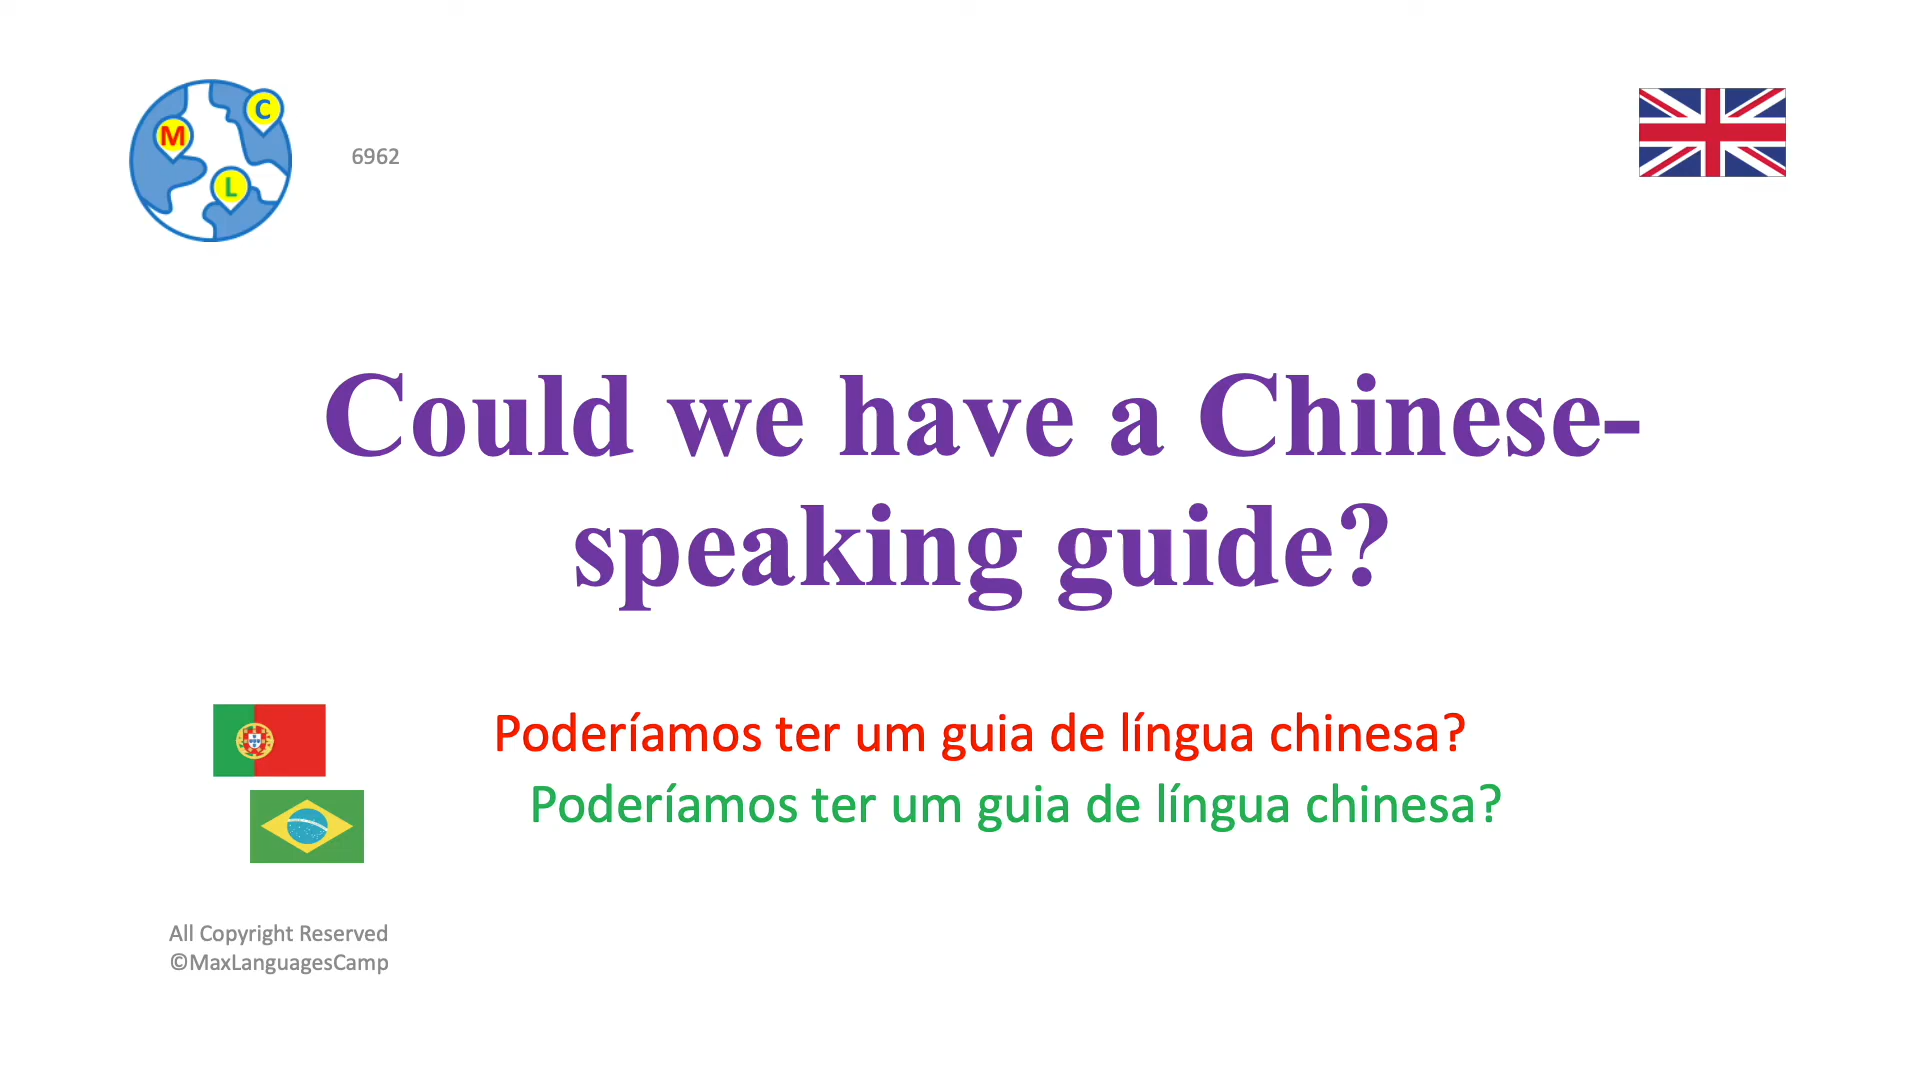 C
M
L
6962
Could we have a Chinese-
speaking guide?
Poderíamos ter um guia de língua chinesa?
Poderíamos ter um guia de língua chinesa?
All Copyright Reserved
©MaxLanguagesCamp